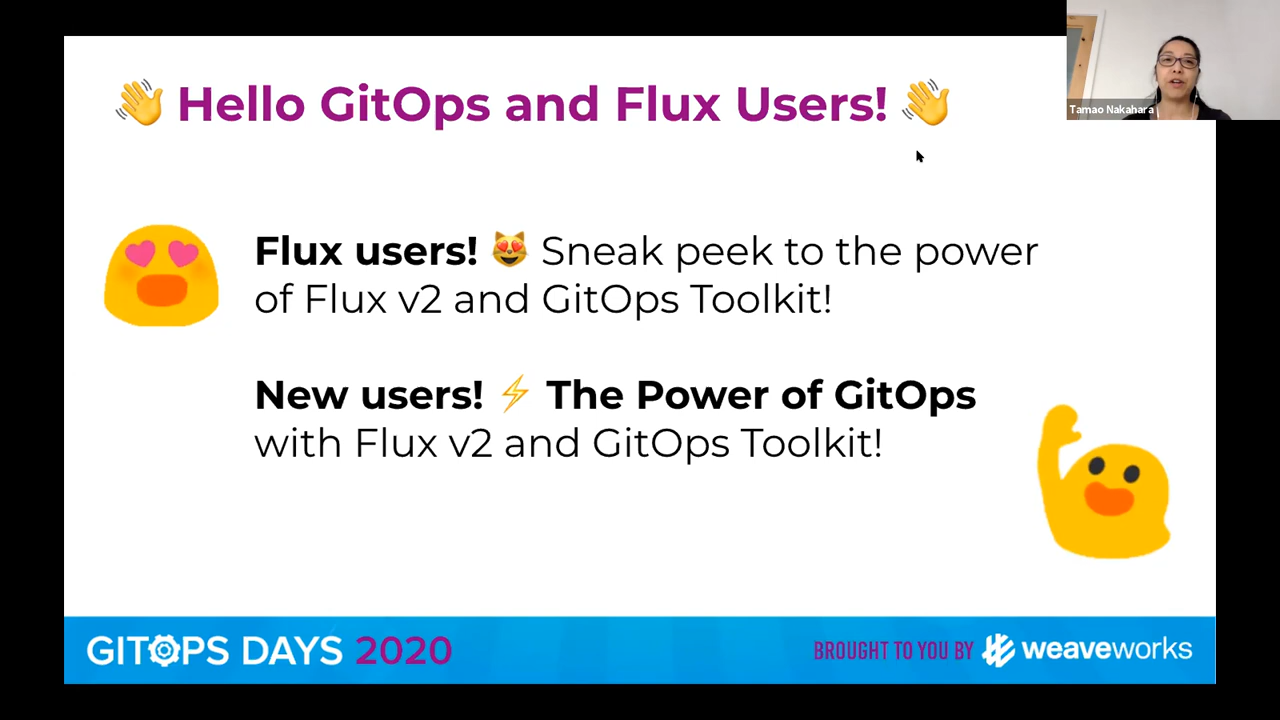 👋 Hello GitOps and Flux Users! 👋
Tamao Nakahara
Flux users! 😻 Sneak peek to the power
of Flux v2 and GitOps Toolkit!
New users! ⚡ The Power of GitOps
with Flux v2 and GitOps Toolkit!
GITOPS DAYS 2020
BROUGHT TO YOU BY weaveworks